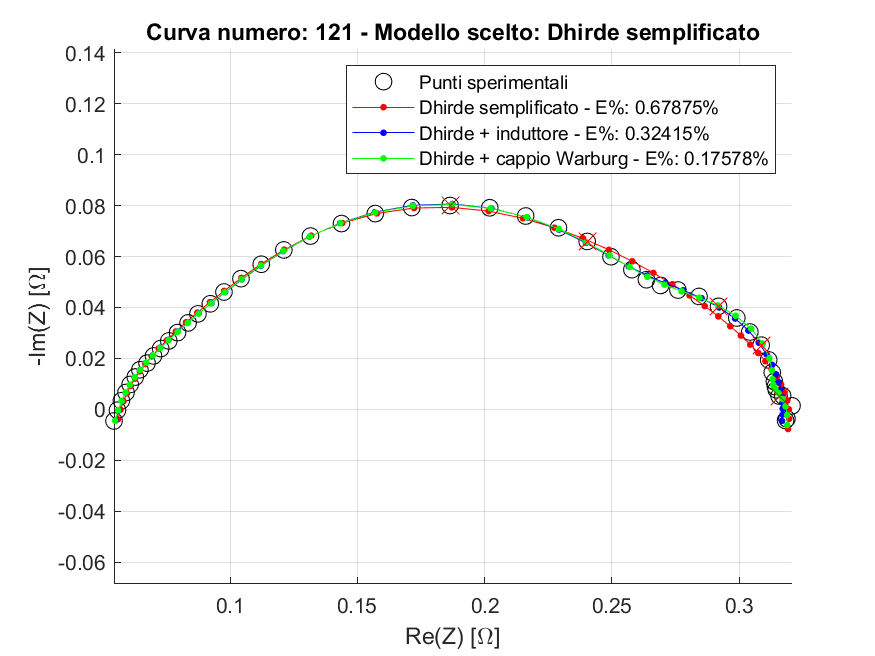 Curva numero: 121 - Modello scelto: Dhirde semplificato
0.14
0.12
0.1
0.08
0.06
0.04
0.02
0
-0.02
-0.04
-0.06
-Im(Z) [Ω]
Punti sperimentali
Dhirde semplificato - E%: 0.67875%
Dhirde + induttore - E%: 0.32415%
Dhirde + cappio Warburg - E%: 0.17578%
0.1 0.15 0.2 0.25 0.3
Re(Z) [Ω]